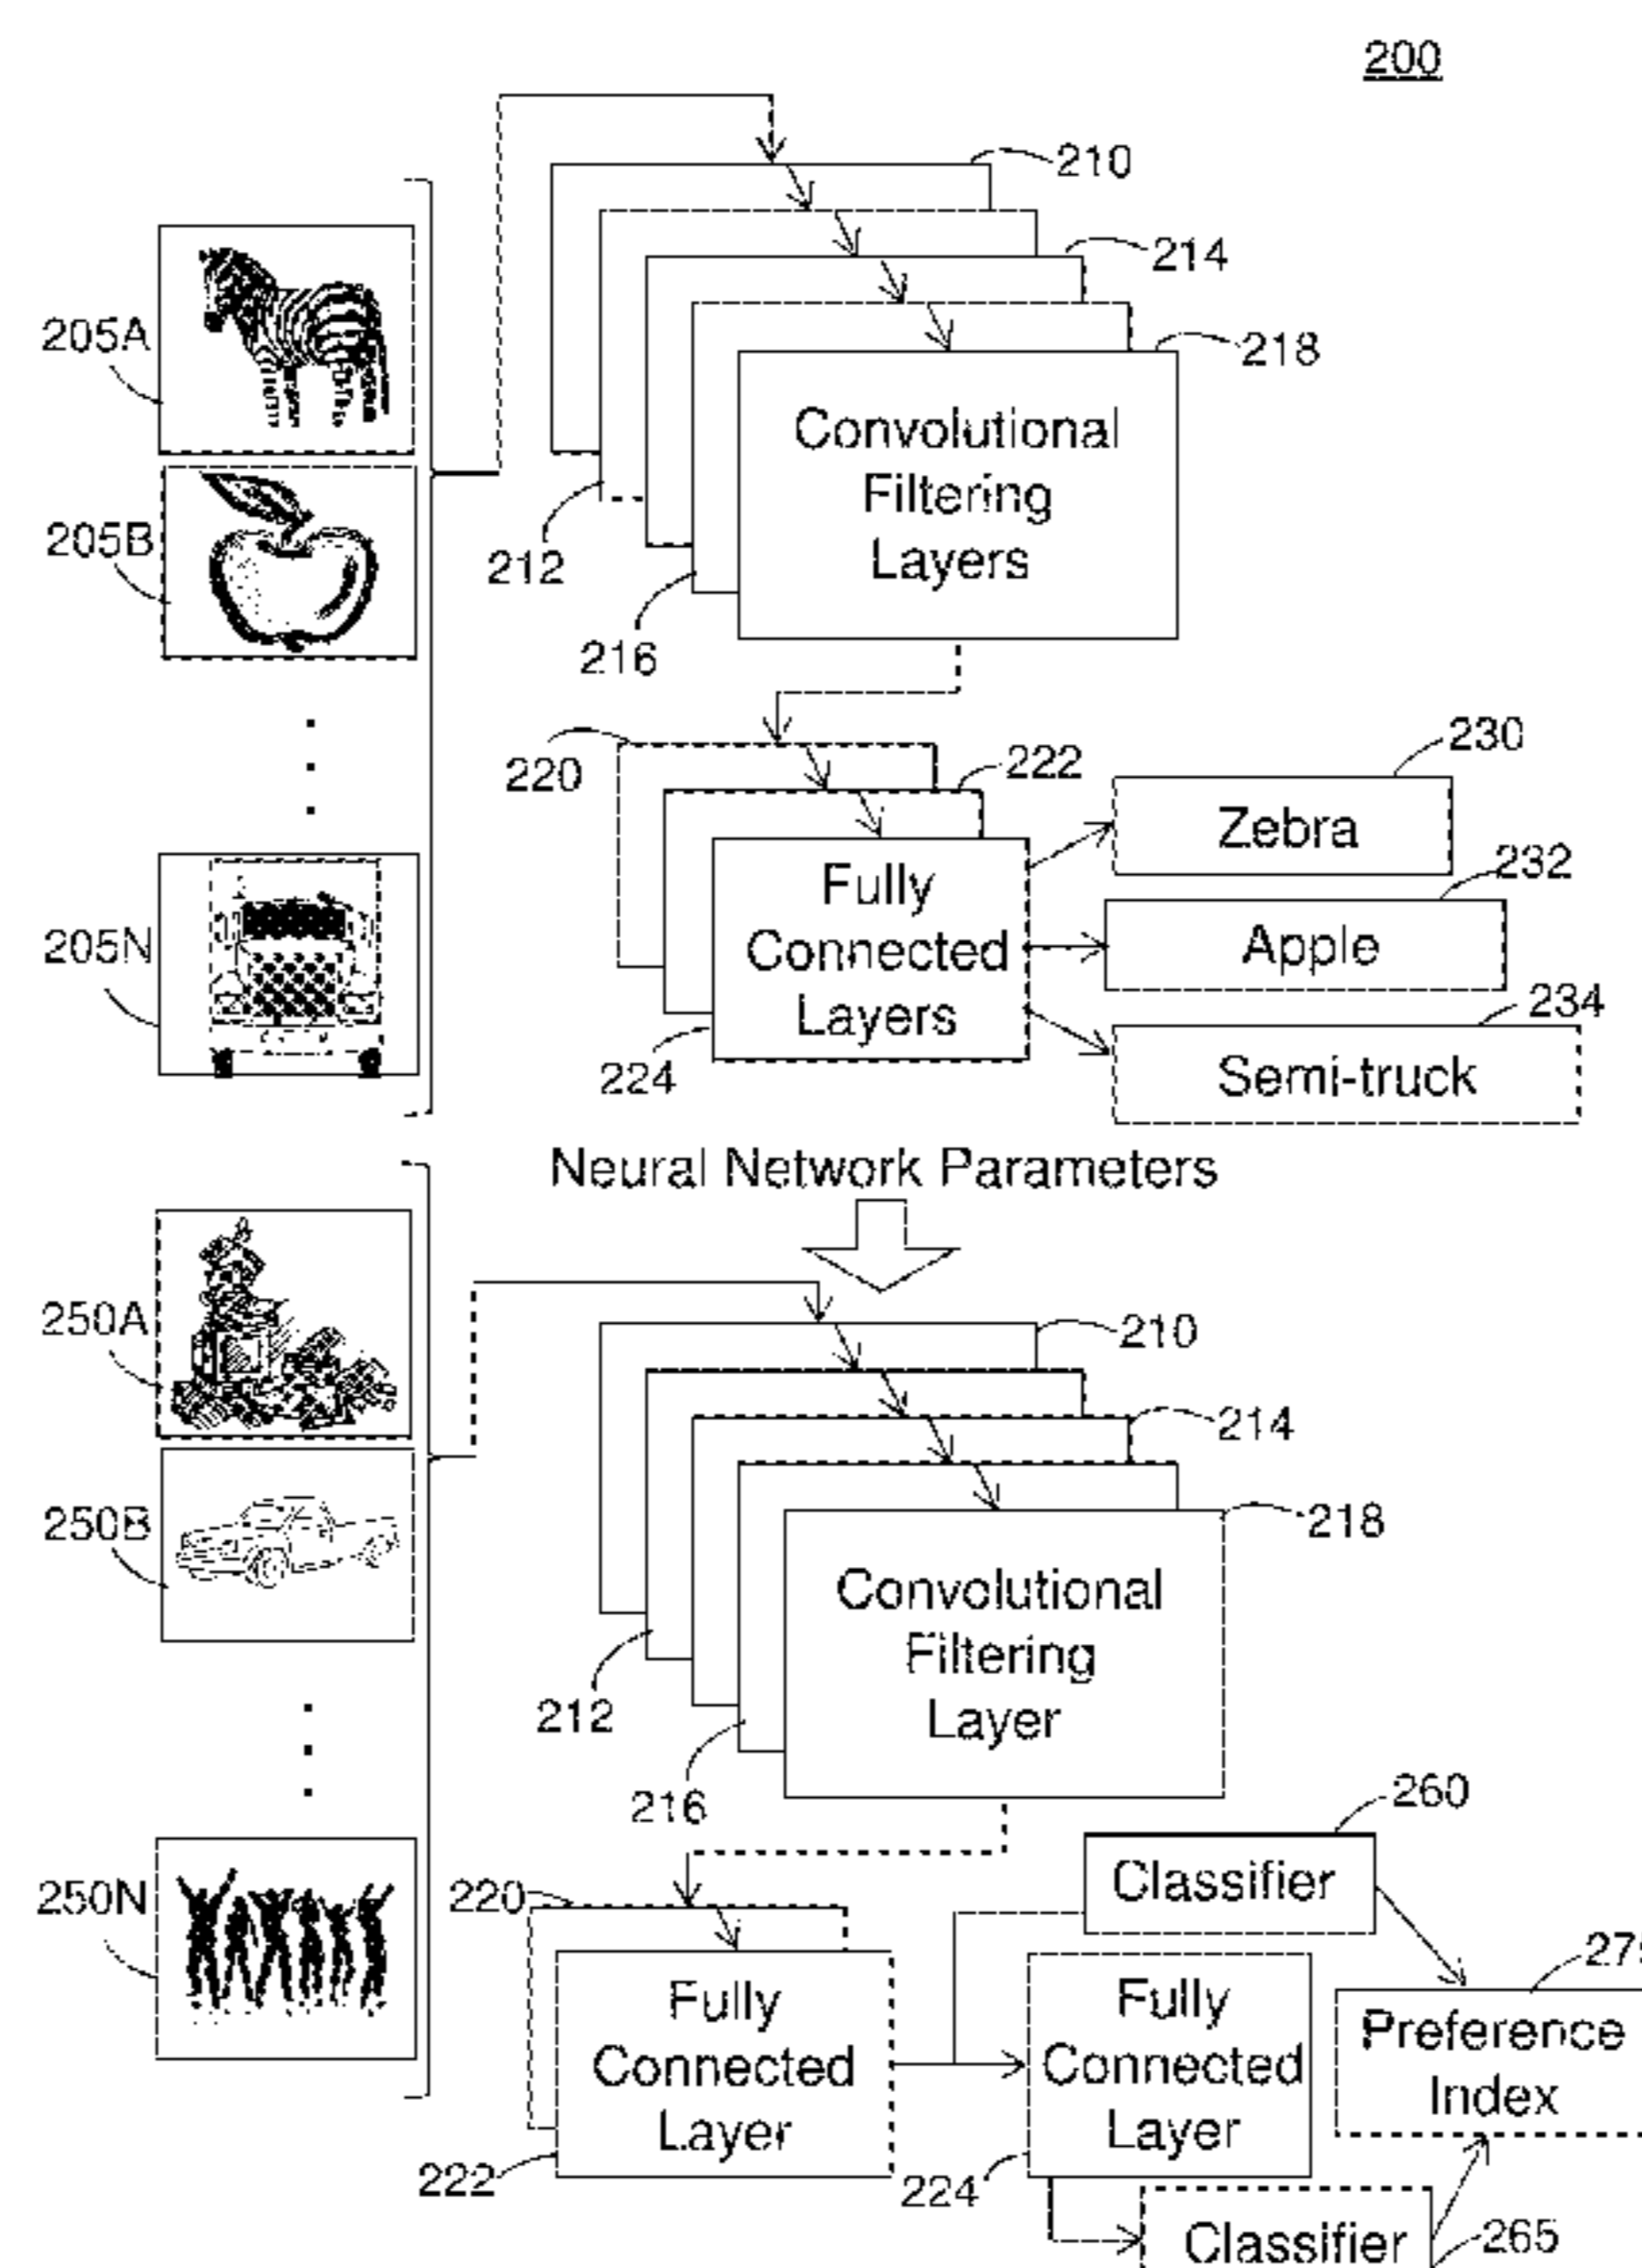 200
210
214
218
205A
Convolutional
Filtering
Layers
205B
212
216
220
222
230
Zebra
232
Fully
Connected
Layers
Apple
205N
234
224
Semi-truck
Neural Network Parameters
250A
210
214
250B
218
Convolutional
Filtering
Layer
212
216
260
Classifier
250N
220
Fully
Connected
Layer
Fully
Connected
Layer
Preference
Index
222
224
Classifier
265